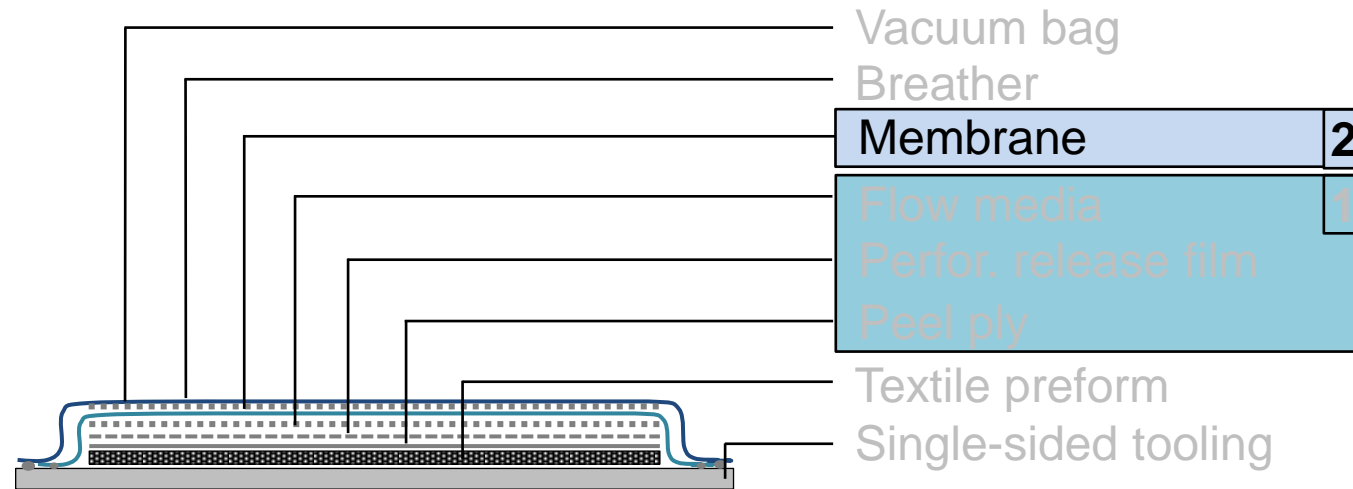 Vacuum bag
Breather
Membrane 2
Flow media 1
Perfor. release film
Peel ply
Textile preform
Single-sided tooling